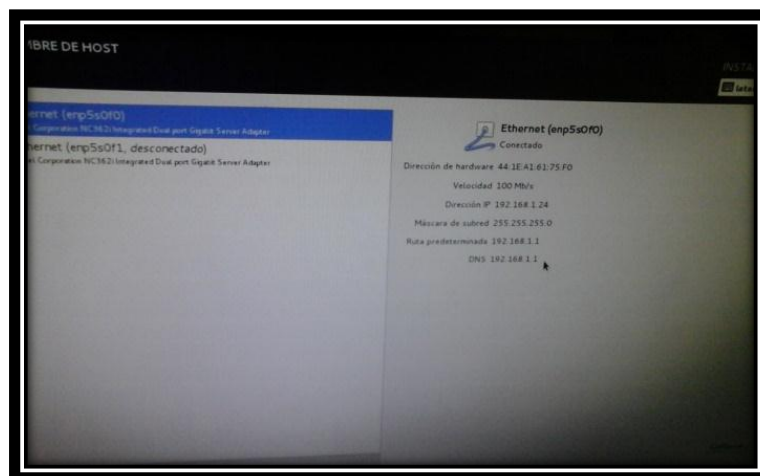 BRE DE HOST
INSTA
ernet (enp5s0f0)
Corporation NC362i Integrated Dual port Gigabit Server Adapter
hernet (enp5s0f1, desconectado)
Corporation NC362i Integrated Dual port Gigabit Server Adapter
Ethernet (enp5s0f0)
Conectado
Dirección de hardware 44:1E:A1:61:75:F0
Velocidad 100 Mb/s
Dirección IP 192.168.1.24
Máscara de subred 255.255.255.0
Ruta predeterminada 192.168.1.1
DNS 192.168.1.1